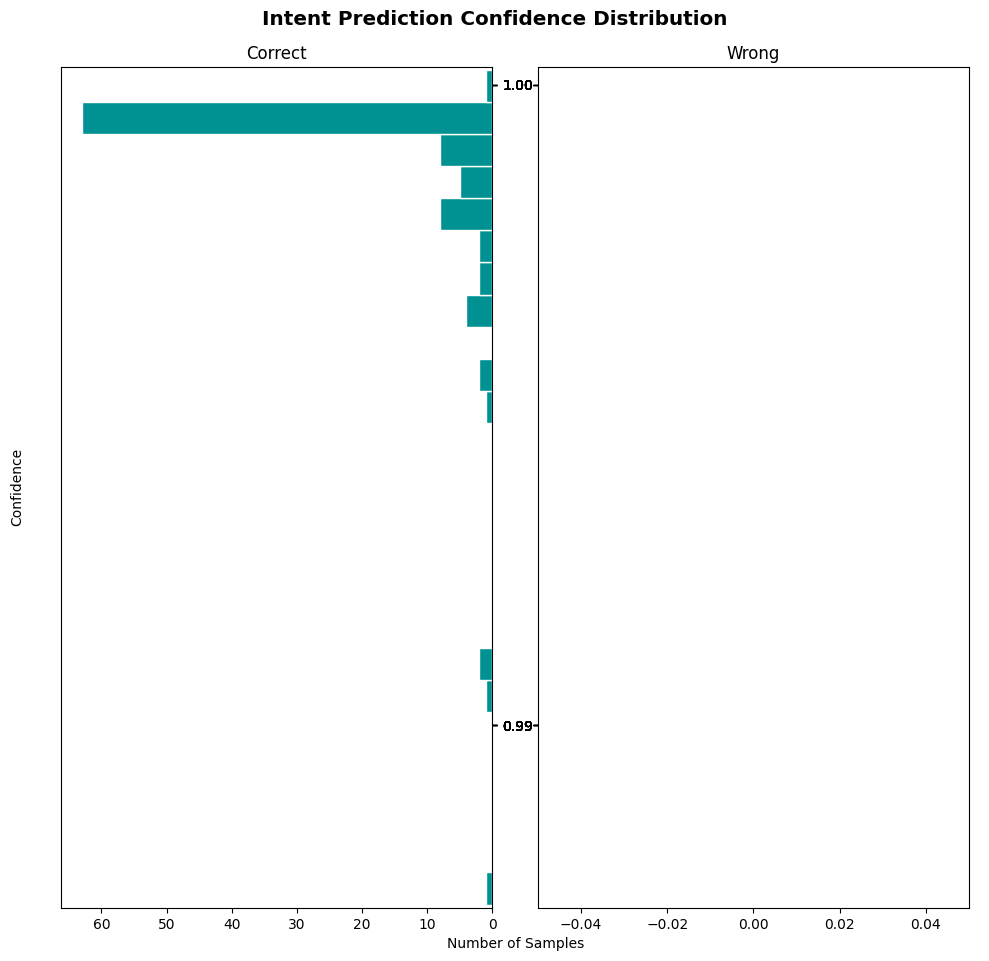 Intent Prediction Confidence Distribution
Correct
Wrong
1.00
Confidence
0.99
60 50 40 30 20 10 0
−0.04 −0.02 0.00 0.02 0.04
Number of Samples